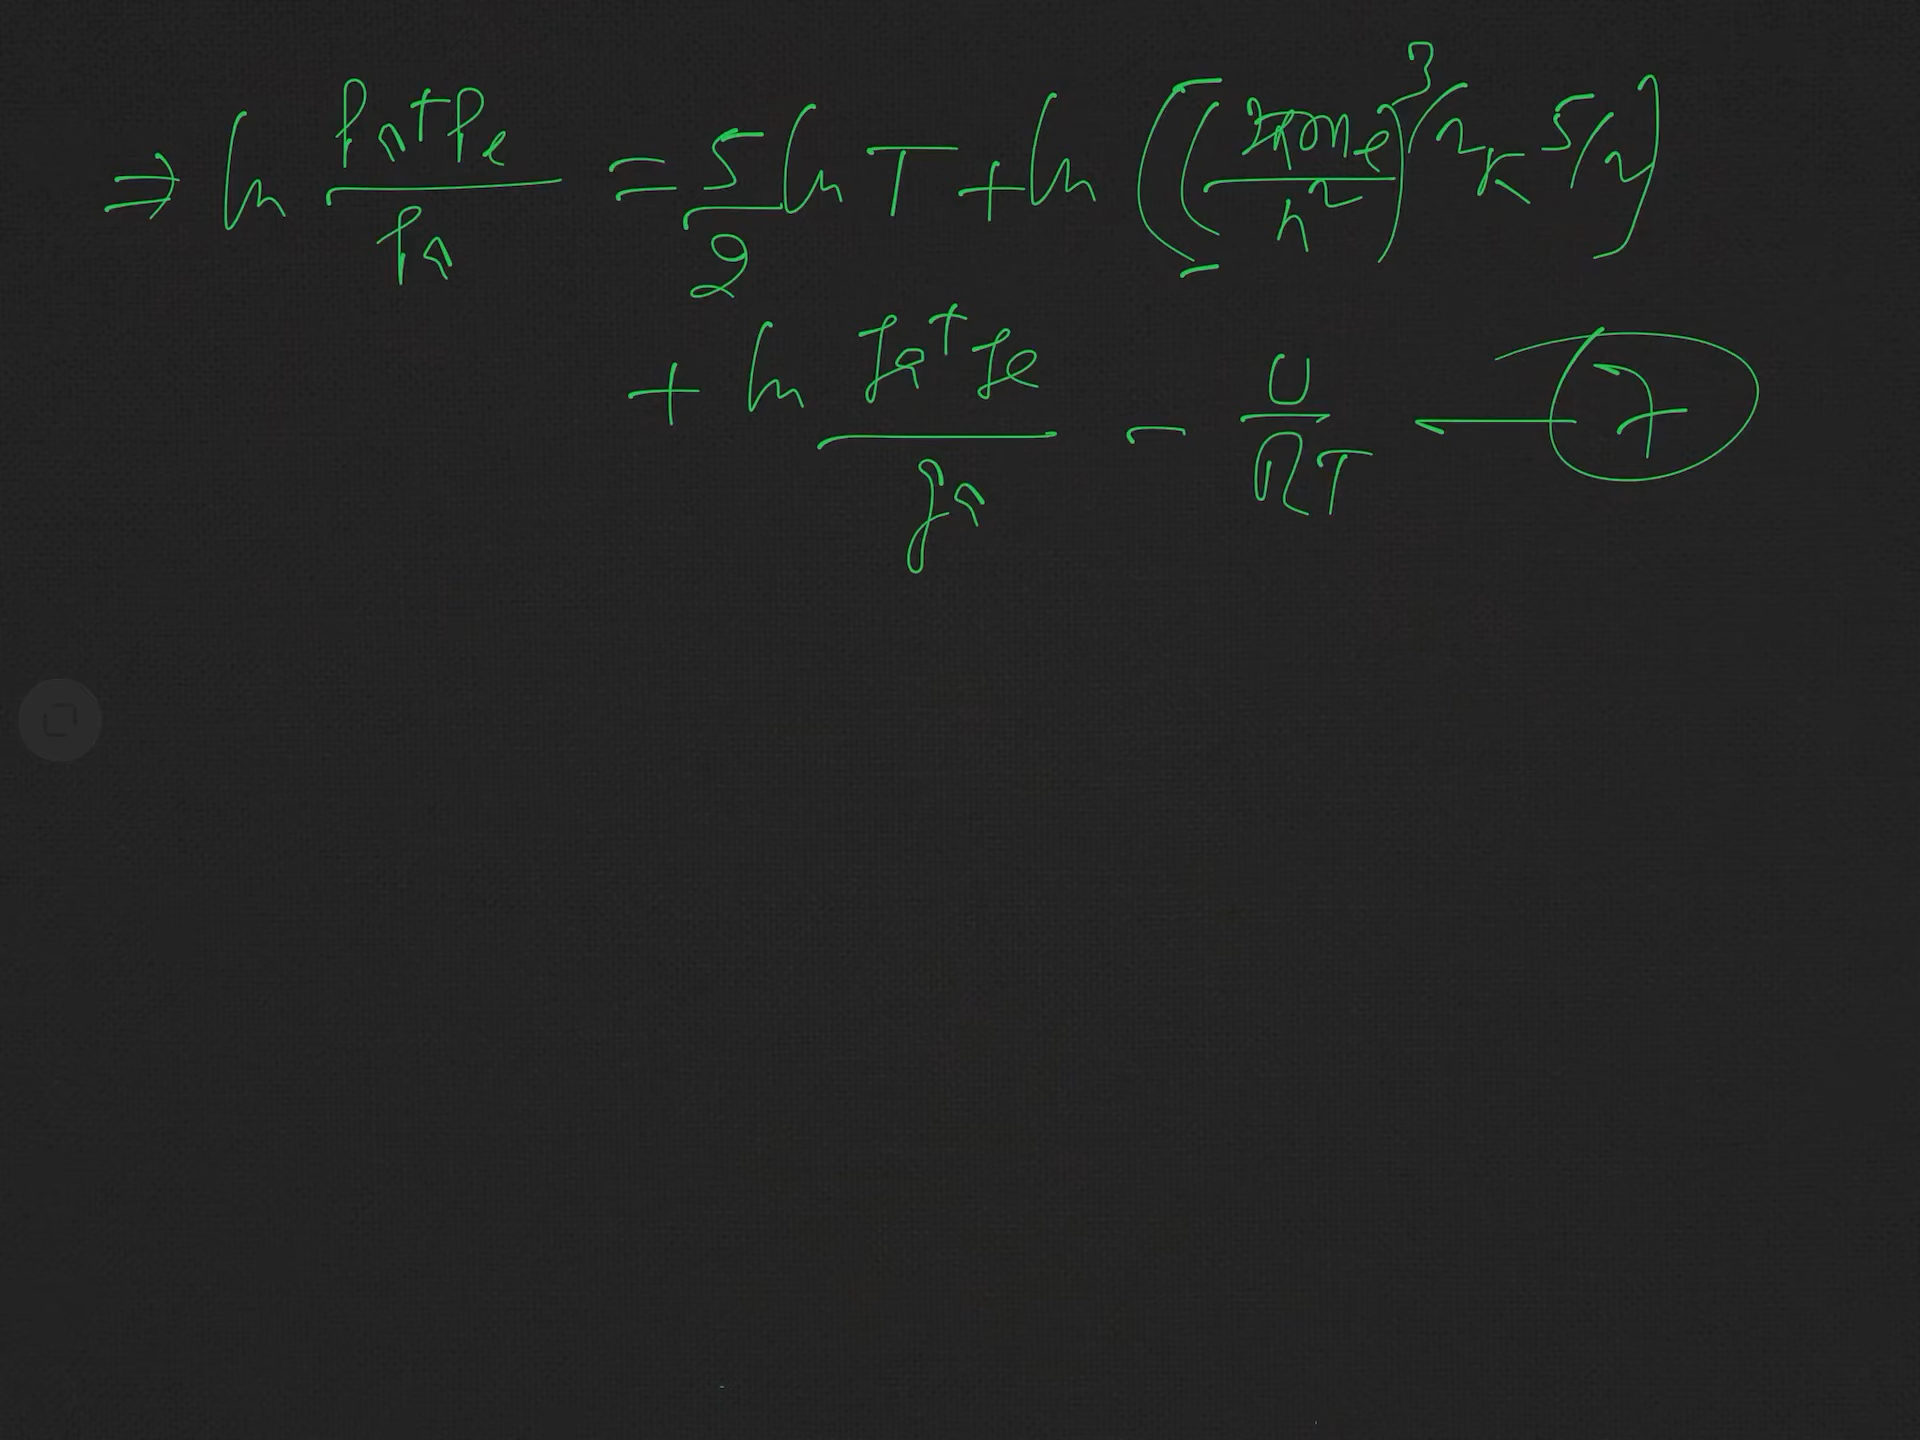 ⇒ ln (P_A⁺ P_e / P_A) = 5/2 ln T + ln [(2πm_e / h²)^(3/2) k^(5/2)]
+ ln (g_A⁺ g_e / g_A) − U/RT ← 7